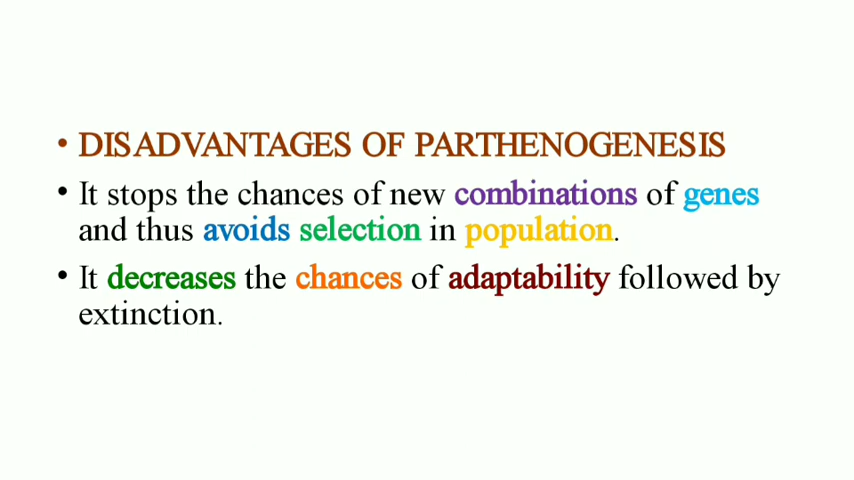 • DISADVANTAGES OF PARTHENOGENESIS
• It stops the chances of new combinations of genes
and thus avoids selection in population.
• It decreases the chances of adaptability followed by
extinction.